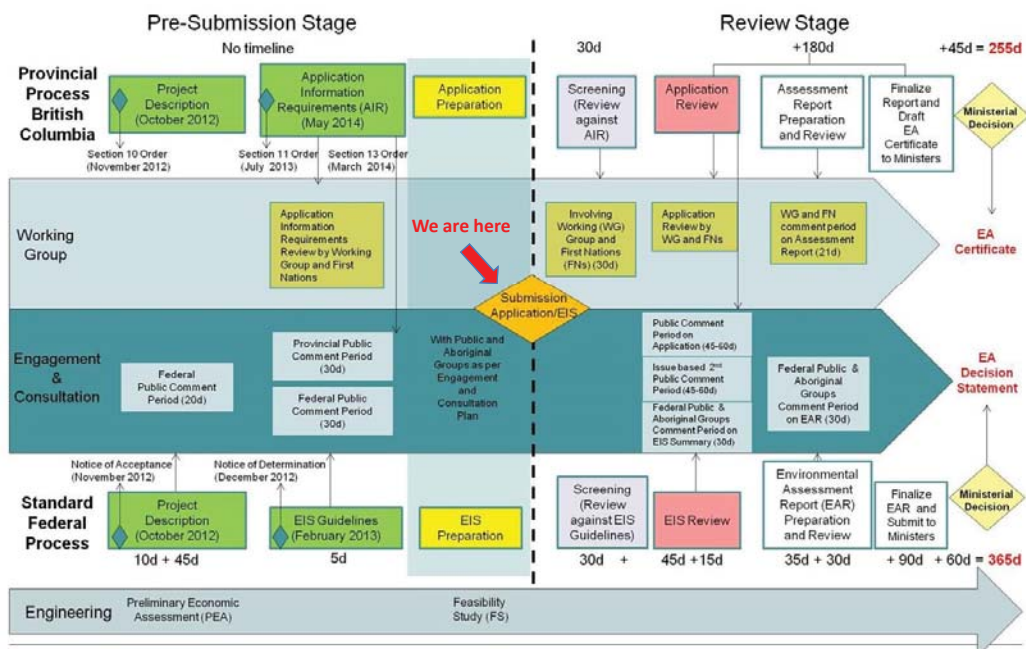 Pre-Submission Stage
Review Stage
No timeline
30d
+180d
+45d = 255d
Provincial
Process
British
Columbia
Project
Description
(October 2012)
Application
Information
Requirements (AIR)
(May 2014)
Application
Preparation
Screening
(Review
against
AIR)
Application
Review
Assessment
Report
Preparation
and Review
Finalize
Report and
Draft
EA
Certificate
to Ministers
Ministerial
Decision
Section 10 Order
(November 2012)
Section 11 Order
(July 2013)
Section 13 Order
(March 2014)
Working
Group
Application
Information
Requirements
Review by Working
Group and First
Nations
We are here
Involving
Working (WG)
Group and
First Nations
(FNs) (30d)
Application
Review by
WG and FNs
WG and FN
comment period
on Assessment
Report (21d)
EA
Certificate
Submission
Application/EIS
Engagement
&
Consultation
Federal
Public Comment
Period (20d)
Provincial Public
Comment Period
(30d)
Federal Public
Comment Period
(30d)
With Public and
Aboriginal
Groups as per
Engagement
and
Consultation
Plan
Public Comment
Period on
Application (45-60d)
Issue based 2nd
Public Comment
Period (45-60d)
Federal Public &
Aboriginal Groups
Comment Period on
EIS Summary (30d)
Federal Public &
Aboriginal
Groups
Comment Period
on EAR (30d)
EA
Decision
Statement
Notice of Acceptance
(November 2012)
Notice of Determination
(December 2012)
Standard
Federal
Process
Project
Description
(October 2012)
EIS Guidelines
(February 2013)
EIS
Preparation
Screening
(Review
against EIS
Guidelines)
EIS Review
Environmental
Assessment
Report (EAR)
Preparation
and Review
Finalize
EAR and
Submit to
Ministers
Ministerial
Decision
10d + 45d
5d
30d +
45d +15d
35d + 30d
+ 90d
+ 60d = 365d
Engineering
Preliminary Economic
Assessment (PEA)
Feasibility
Study (FS)